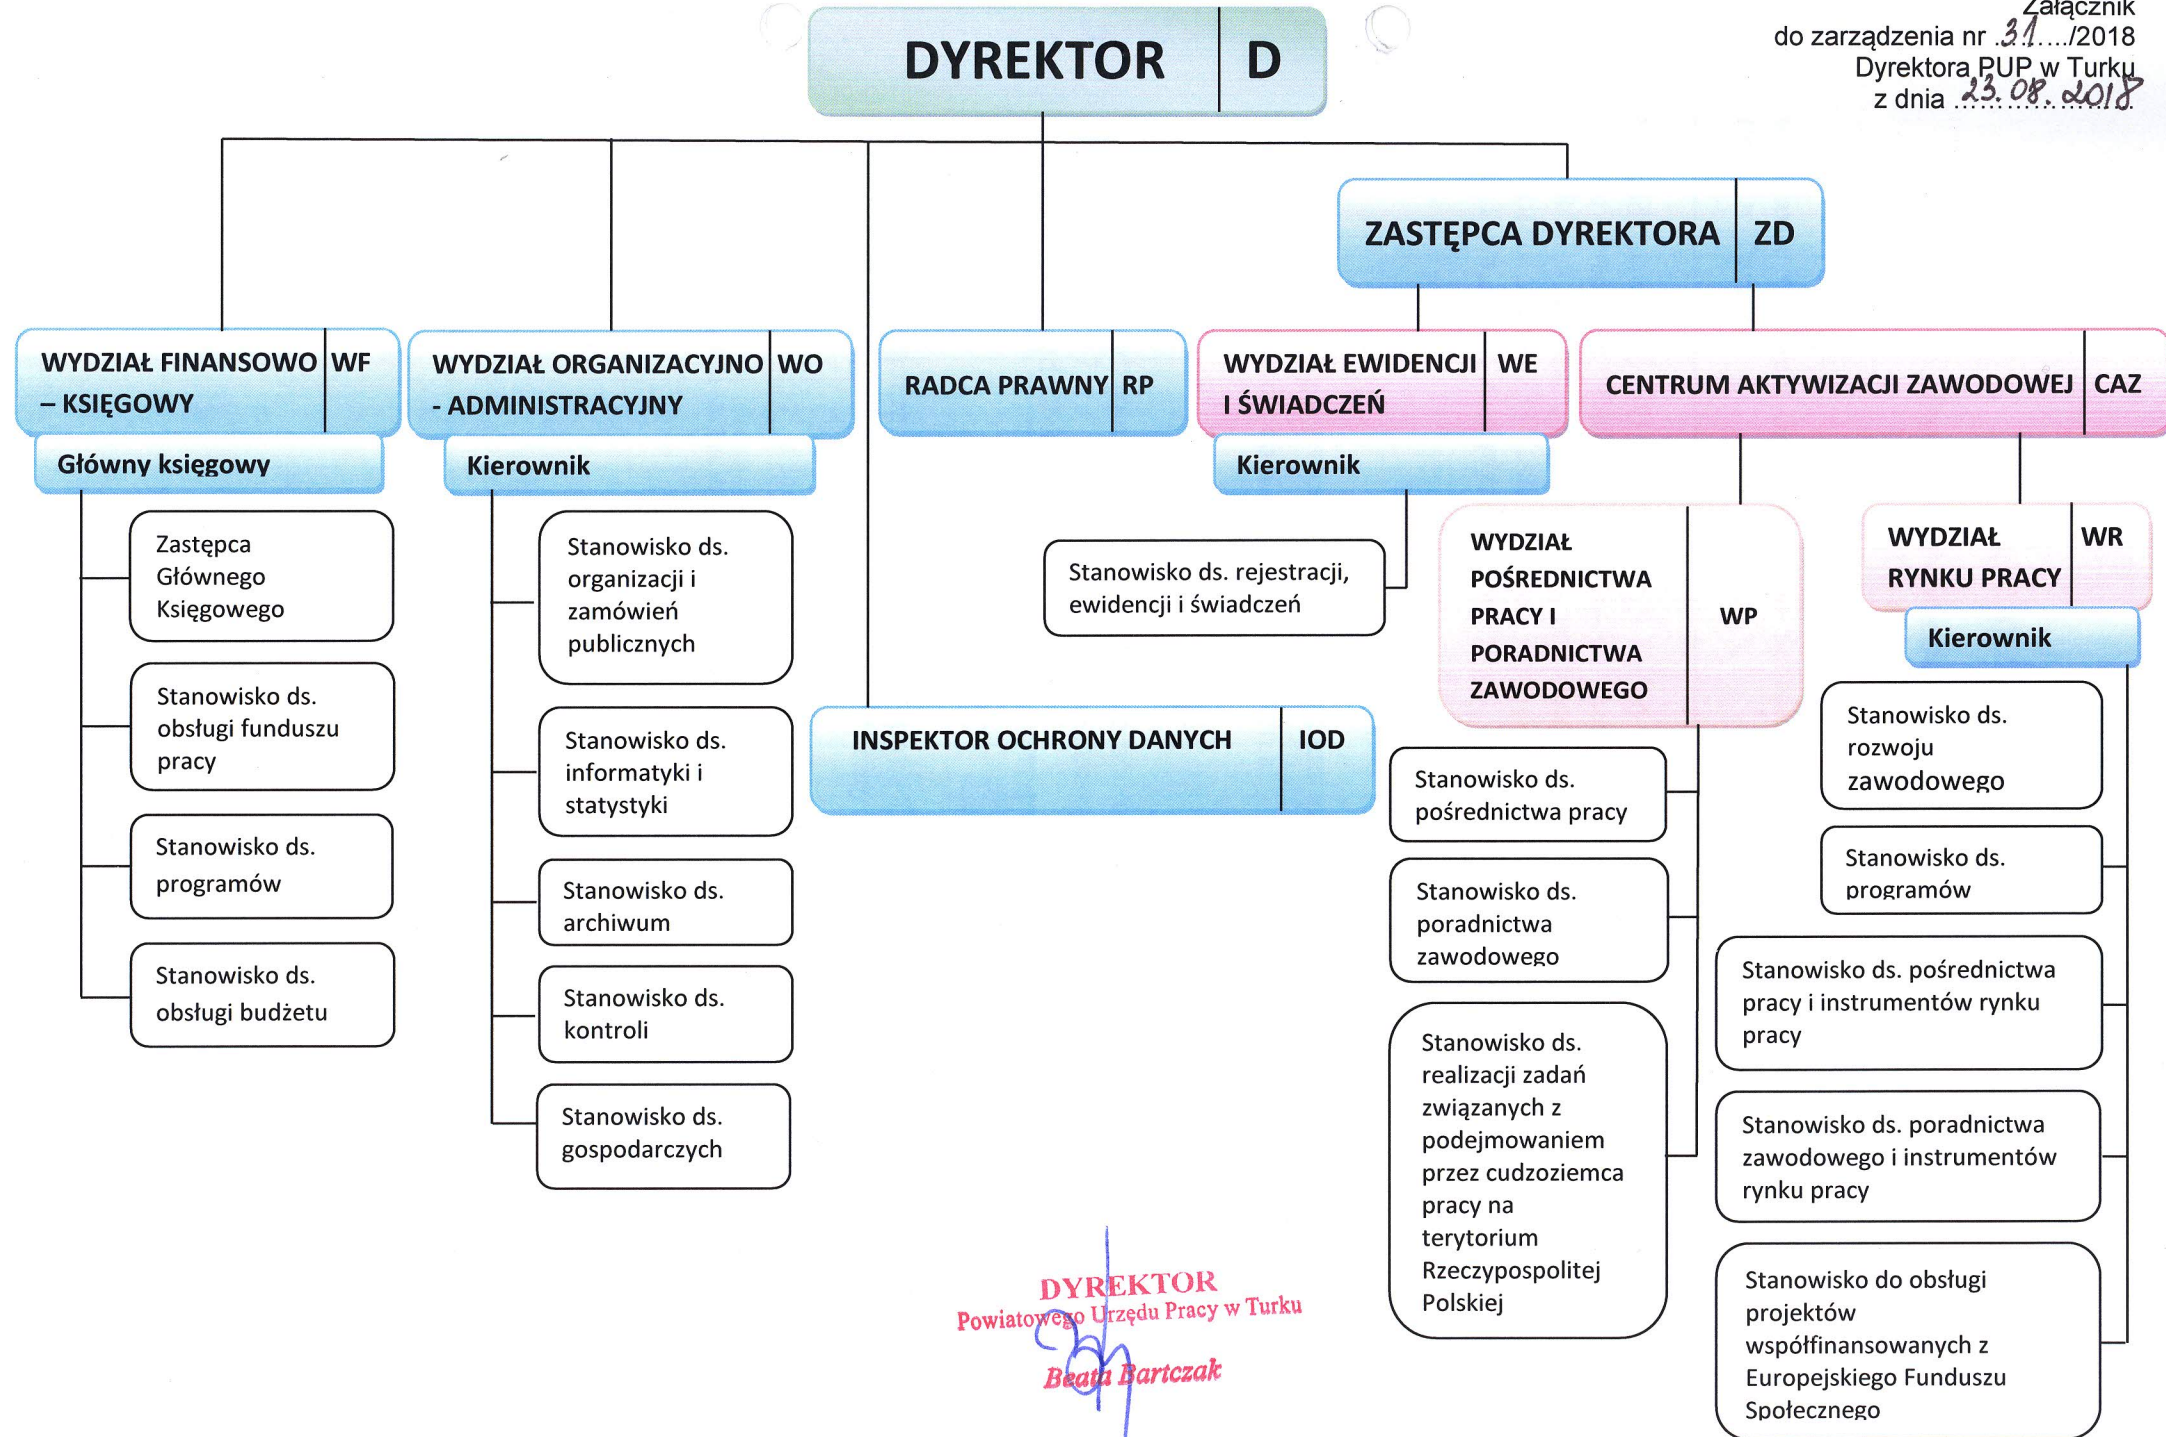 Załącznik
do zarządzenia nr .31..../2018
Dyrektora PUP w Turku
z dnia 23.08.2018
DYREKTOR D
ZASTĘPCA DYREKTORA ZD
WYDZIAŁ FINANSOWO WF
– KSIĘGOWY
Główny księgowy
Zastępca
Głównego
Księgowego
Stanowisko ds.
obsługi funduszu
pracy
Stanowisko ds.
programów
Stanowisko ds.
obsługi budżetu
WYDZIAŁ ORGANIZACYJNO WO
- ADMINISTRACYJNY
Kierownik
Stanowisko ds.
organizacji i
zamówień
publicznych
Stanowisko ds.
informatyki i
statystyki
Stanowisko ds.
archiwum
Stanowisko ds.
kontroli
Stanowisko ds.
gospodarczych
RADCA PRAWNY RP
INSPEKTOR OCHRONY DANYCH IOD
WYDZIAŁ EWIDENCJI WE
I ŚWIADCZEŃ
Kierownik
Stanowisko ds. rejestracji,
ewidencji i świadczeń
CENTRUM AKTYWIZACJI ZAWODOWEJ CAZ
WYDZIAŁ
POŚREDNICTWA
PRACY I WP
PORADNICTWA
ZAWODOWEGO
Stanowisko ds.
pośrednictwa pracy
Stanowisko ds.
poradnictwa
zawodowego
Stanowisko ds.
realizacji zadań
związanych z
podejmowaniem
przez cudzoziemca
pracy na
terytorium
Rzeczypospolitej
Polskiej
WYDZIAŁ WR
RYNKU PRACY
Kierownik
Stanowisko ds.
rozwoju
zawodowego
Stanowisko ds.
programów
Stanowisko ds. pośrednictwa
pracy i instrumentów rynku
pracy
Stanowisko ds. poradnictwa
zawodowego i instrumentów
rynku pracy
Stanowisko do obsługi
projektów
współfinansowanych z
Europejskiego Funduszu
Społecznego
DYREKTOR
Powiatowego Urzędu Pracy w Turku
Beata Bartczak